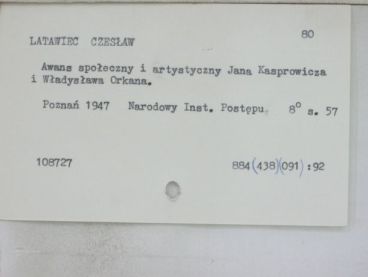 80
LATAWIEC CZESŁAW
Awans społeczny i artystyczny Jana Kasprowicza
i Władysława Orkana.
Poznań 1947 Narodowy Inst. Postępu. 8° s. 57
108727 884(438)(091):92